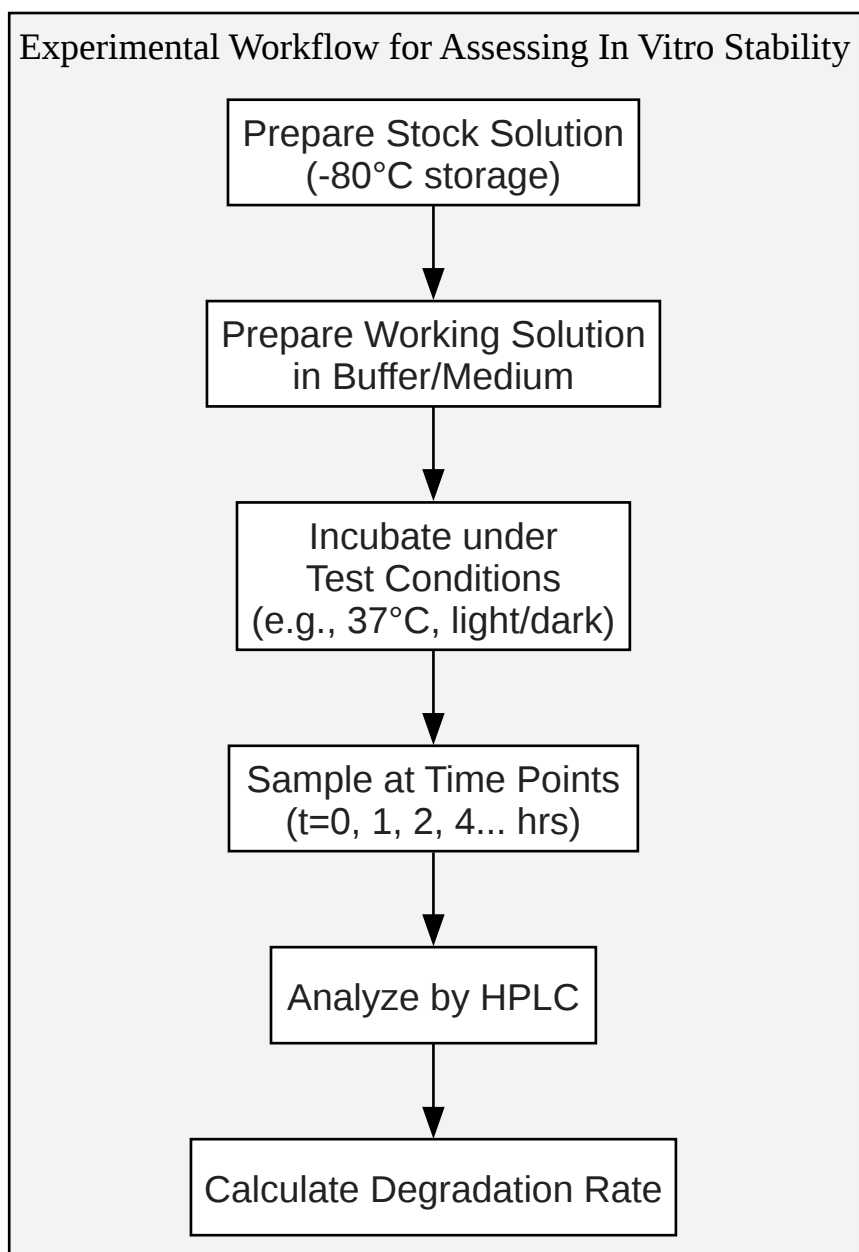 Experimental Workflow for Assessing In Vitro Stability
Prepare Stock Solution
(-80°C storage)
Prepare Working Solution
in Buffer/Medium
Incubate under
Test Conditions
(e.g., 37°C, light/dark)
Sample at Time Points
(t=0, 1, 2, 4... hrs)
Analyze by HPLC
Calculate Degradation Rate